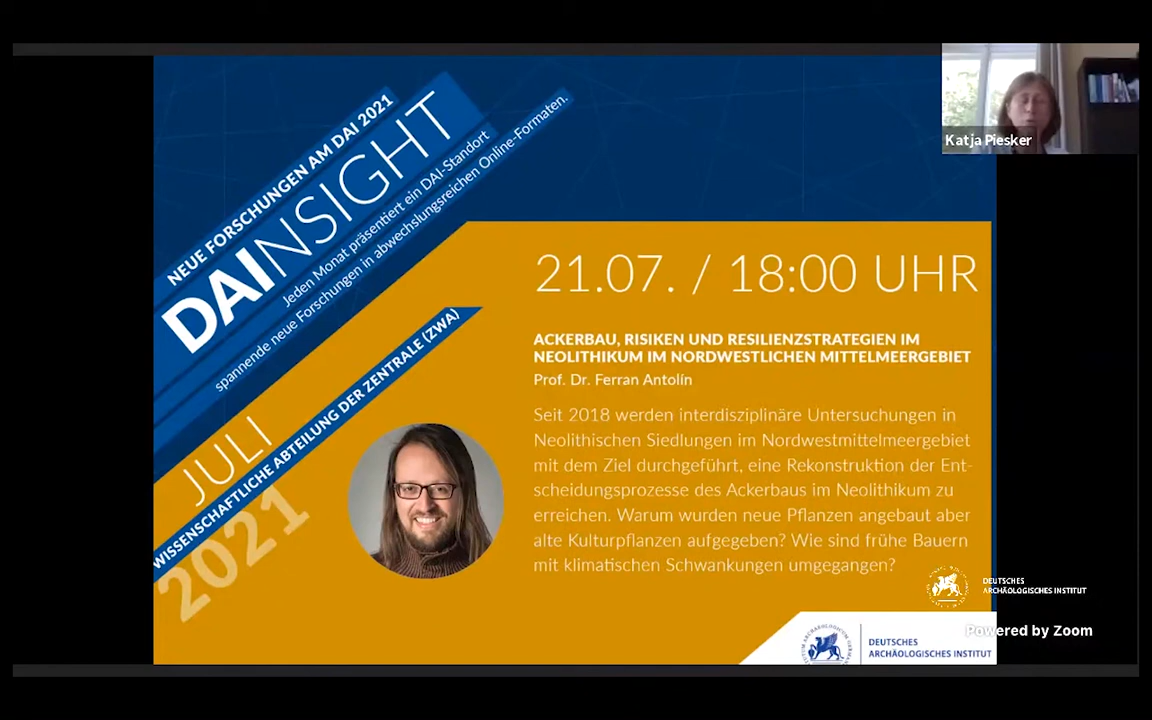 NEUE FORSCHUNGEN AM DAI 2021
DAINSIGHT
Jeden Monat präsentiert ein DAI-Standort
spannende neue Forschungen in abwechslungsreichen Online-Formaten.
JULI
WISSENSCHAFTLICHE ABTEILUNG DER ZENTRALE (ZWA)
2021
Katja Piesker
21.07. / 18:00 UHR
ACKERBAU, RISIKEN UND RESILIENZSTRATEGIEN IM
NEOLITHIKUM IM NORDWESTLICHEN MITTELMEERGEBIET
Prof. Dr. Ferran Antolín
Seit 2018 werden interdisziplinäre Untersuchungen in
Neolithischen Siedlungen im Nordwestmittelmeergebiet
mit dem Ziel durchgeführt, eine Rekonstruktion der Ent-
scheidungsprozesse des Ackerbaus im Neolithikum zu
erreichen. Warum wurden neue Pflanzen angebaut aber
alte Kulturpflanzen aufgegeben? Wie sind frühe Bauern
mit klimatischen Schwankungen umgegangen?
DEUTSCHES
ARCHÄOLOGISCHES INSTITUT
Powered by Zoom
DEUTSCHES
ARCHÄOLOGISCHES INSTITUT